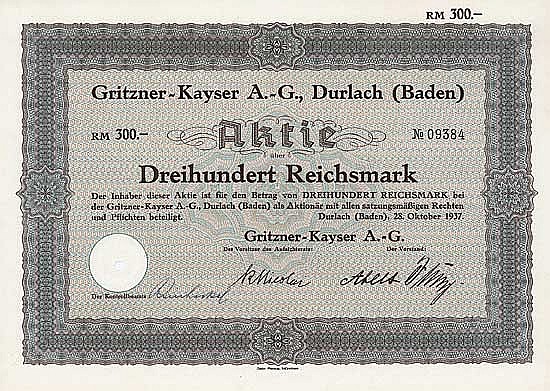 RM 300.–
Gritzner-Kayser A.-G., Durlach (Baden)
RM 300.– Aktie № 09384
über
Dreihundert Reichsmark
Der Inhaber dieser Aktie ist für den Betrag von DREIHUNDERT REICHSMARK bei
der Gritzner-Kayser A.-G., Durlach (Baden) als Aktionär mit allen satzungsmäßigen Rechten
und Pflichten beteiligt. Durlach (Baden), 28. Oktober 1937.
Gritzner-Kayser A.-G.
Der Vorsitzer des Aufsichtsrats: Der Vorstand:
Der Kontrollbeamte